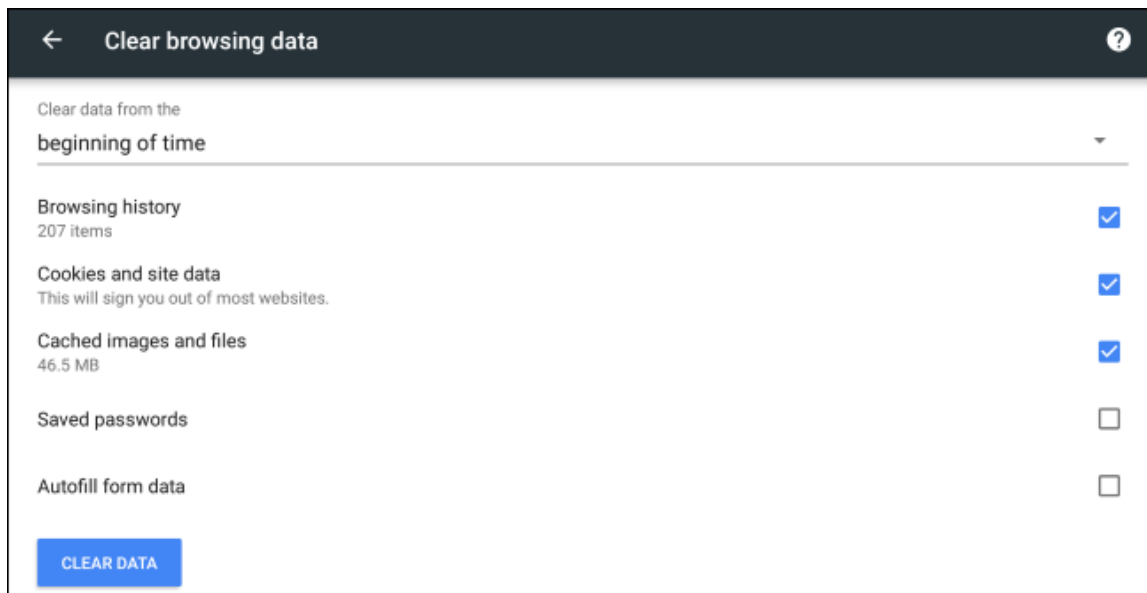 Clear browsing data
Clear data from the
beginning of time
Browsing history
207 items
Cookies and site data
This will sign you out of most websites.
Cached images and files
46.5 MB
Saved passwords
Autofill form data
CLEAR DATA